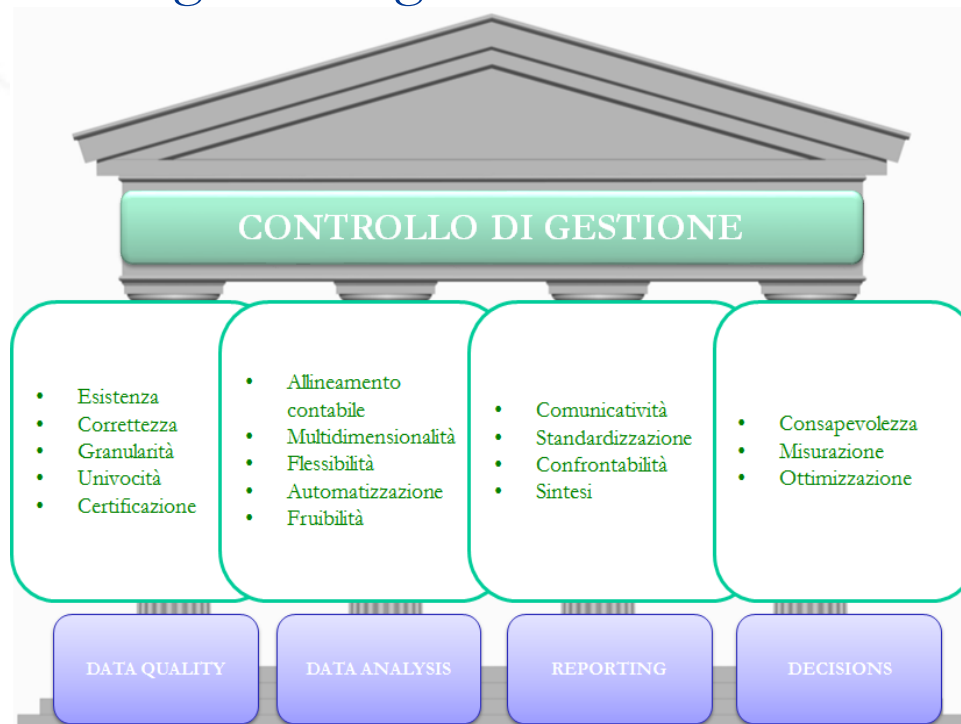 CONTROLLO DI GESTIONE
• Esistenza
• Correttezza
• Granularità
• Univocità
• Certificazione
• Allineamento
contabile
• Multidimensionalità
• Flessibilità
• Automatizzazione
• Fruibilità
• Comunicatività
• Standardizzazione
• Confrontabilità
• Sintesi
• Consapevolezza
• Misurazione
• Ottimizzazione
DATA QUALITY
DATA ANALYSIS
REPORTING
DECISIONS